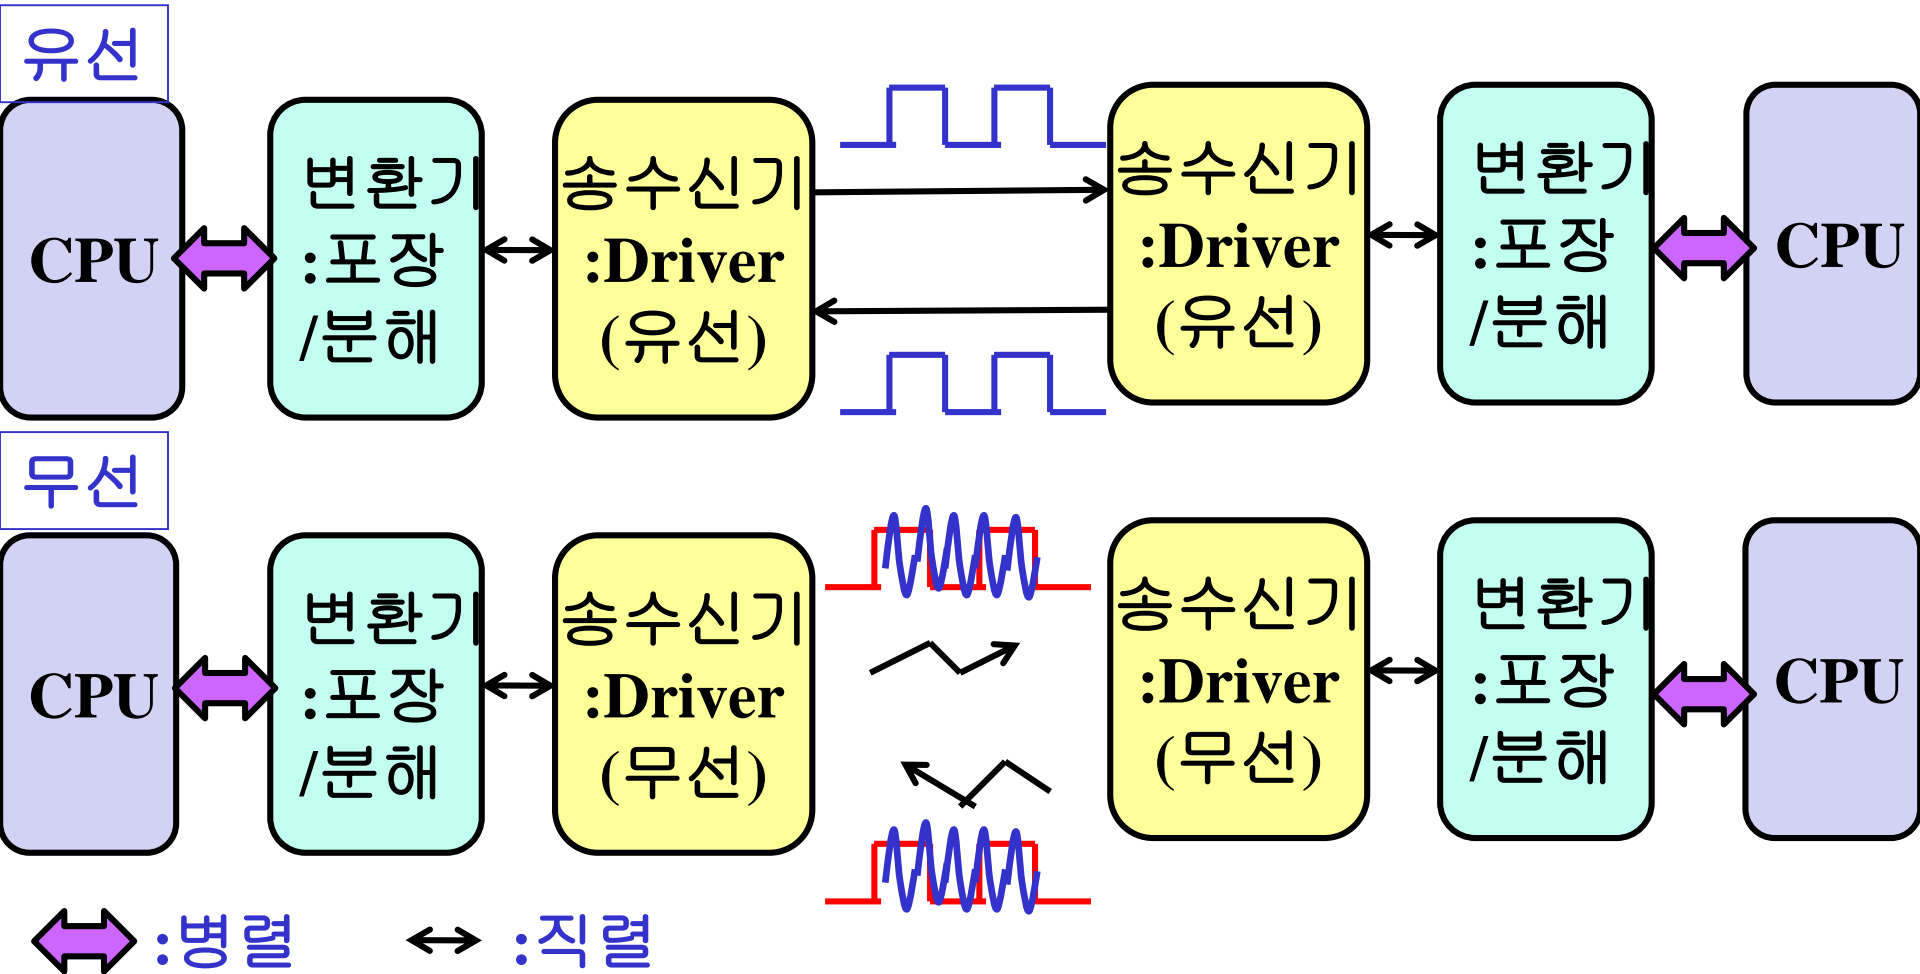 유선
CPU
변환기
:포장
/분해
송수신기
:Driver
(유선)
송수신기
:Driver
(유선)
변환기
:포장
/분해
CPU
무선
CPU
변환기
:포장
/분해
송수신기
:Driver
(무선)
송수신기
:Driver
(무선)
변환기
:포장
/분해
CPU
:병렬
:직렬